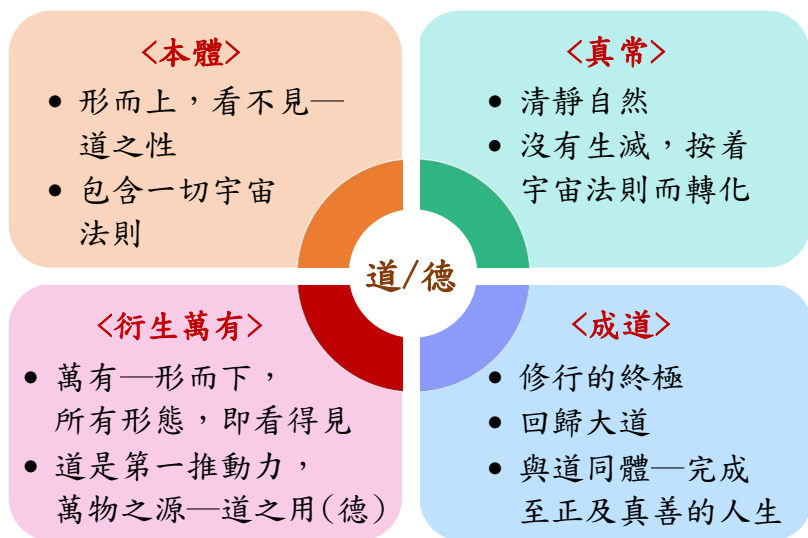 <本體>
• 形而上，看不見—
道之性
• 包含一切宇宙
法則
<真常>
• 清靜自然
• 沒有生滅，按着
宇宙法則而轉化
道/德
<衍生萬有>
• 萬有—形而下，
所有形態，即看得見
• 道是第一推動力，
萬物之源—道之用(德)
<成道>
• 修行的終極
• 回歸大道
• 與道同體—完成
至正及真善的人生